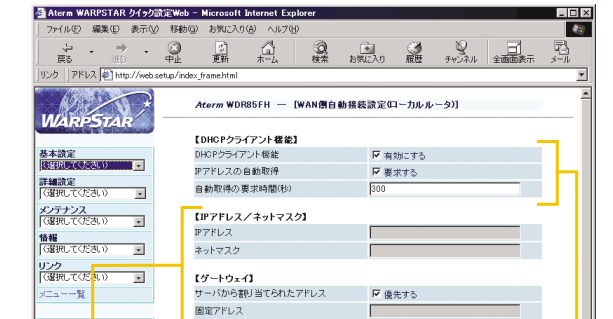 Aterm WARPSTAR クイック設定Web - Microsoft Internet Explorer
ファイル(F) 編集(E) 表示(V) 移動(G) お気に入り(A) ヘルプ(H)
戻る 進む 中止 更新 ホーム 検索 お気に入り 履歴 チャンネル 全画面表示 メール
リンク アドレス http://web.setup/index_frame.html
WARPSTAR
Aterm WDR85FH — [WAN側自動接続設定(ローカルルータ)]
【DHCPクライアント機能】
基本設定
(選択してください)
DHCPクライアント機能 有効にする
IPアドレスの自動取得 要求する
詳細設定
(選択してください)
自動取得の要求時間(秒) 300
メンテナンス
(選択してください)
【IPアドレス/ネットマスク】
IPアドレス
情報
(選択してください)
ネットマスク
リンク
(選択してください)
【ゲートウェイ】
メニュー一覧
サーバから割り当てられたアドレス 優先する
固定アドレス